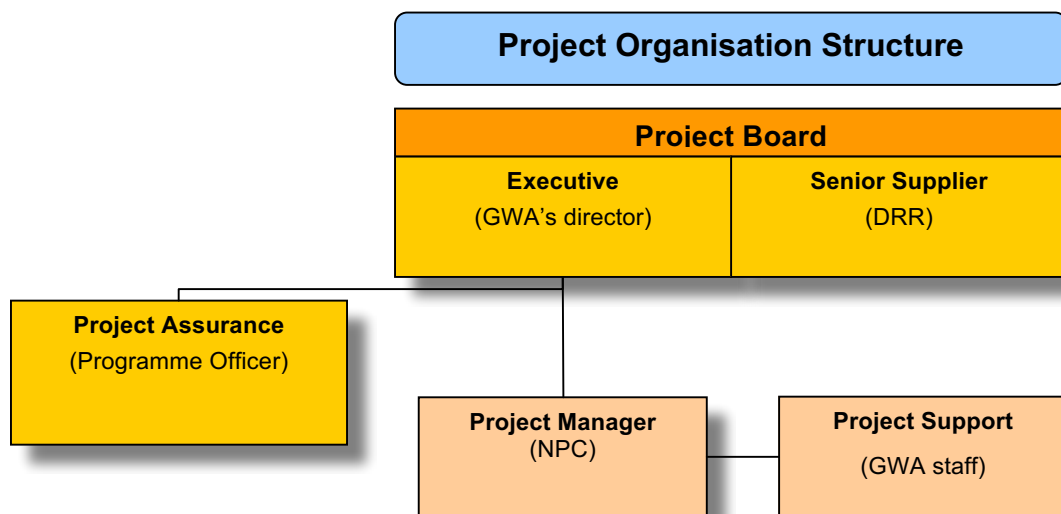 Project Organisation Structure
Project Board
Executive
(GWA's director)
Senior Supplier
(DRR)
Project Assurance
(Programme Officer)
Project Manager
(NPC)
Project Support
(GWA staff)